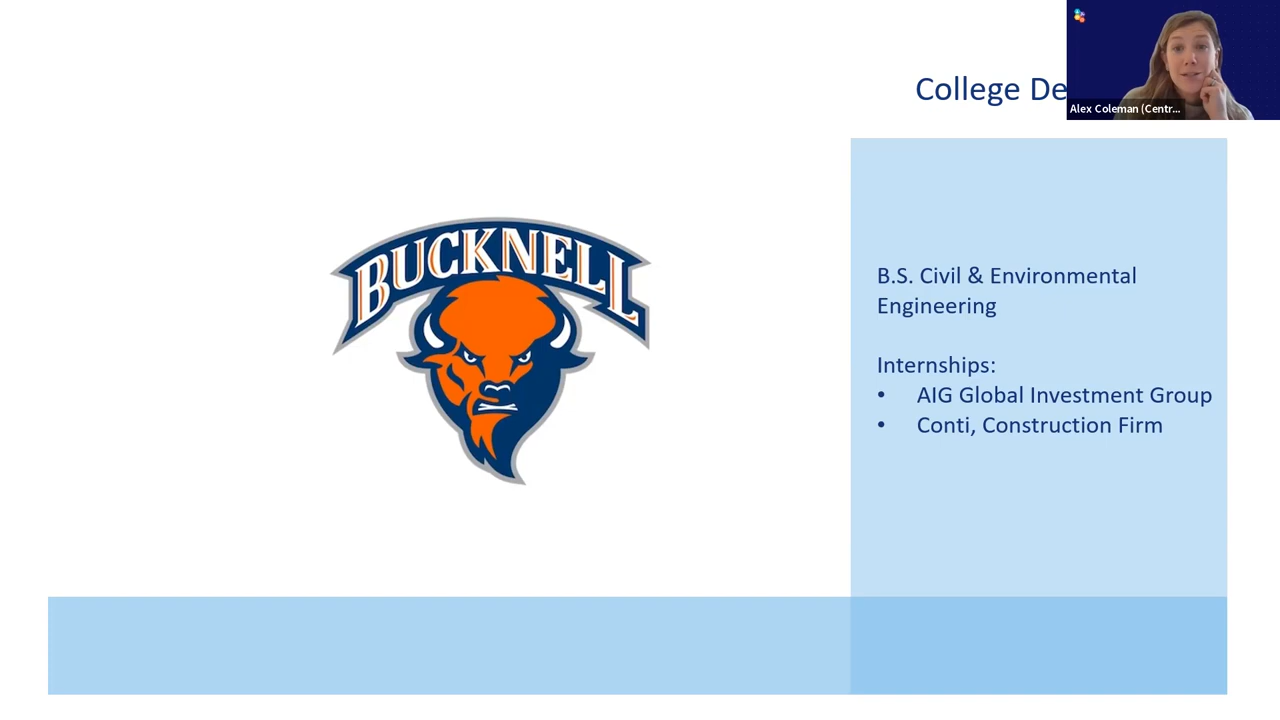 College De
Alex Coleman (Centr...
BUCKNELL
B.S. Civil & Environmental
Engineering
Internships:
• AIG Global Investment Group
• Conti, Construction Firm